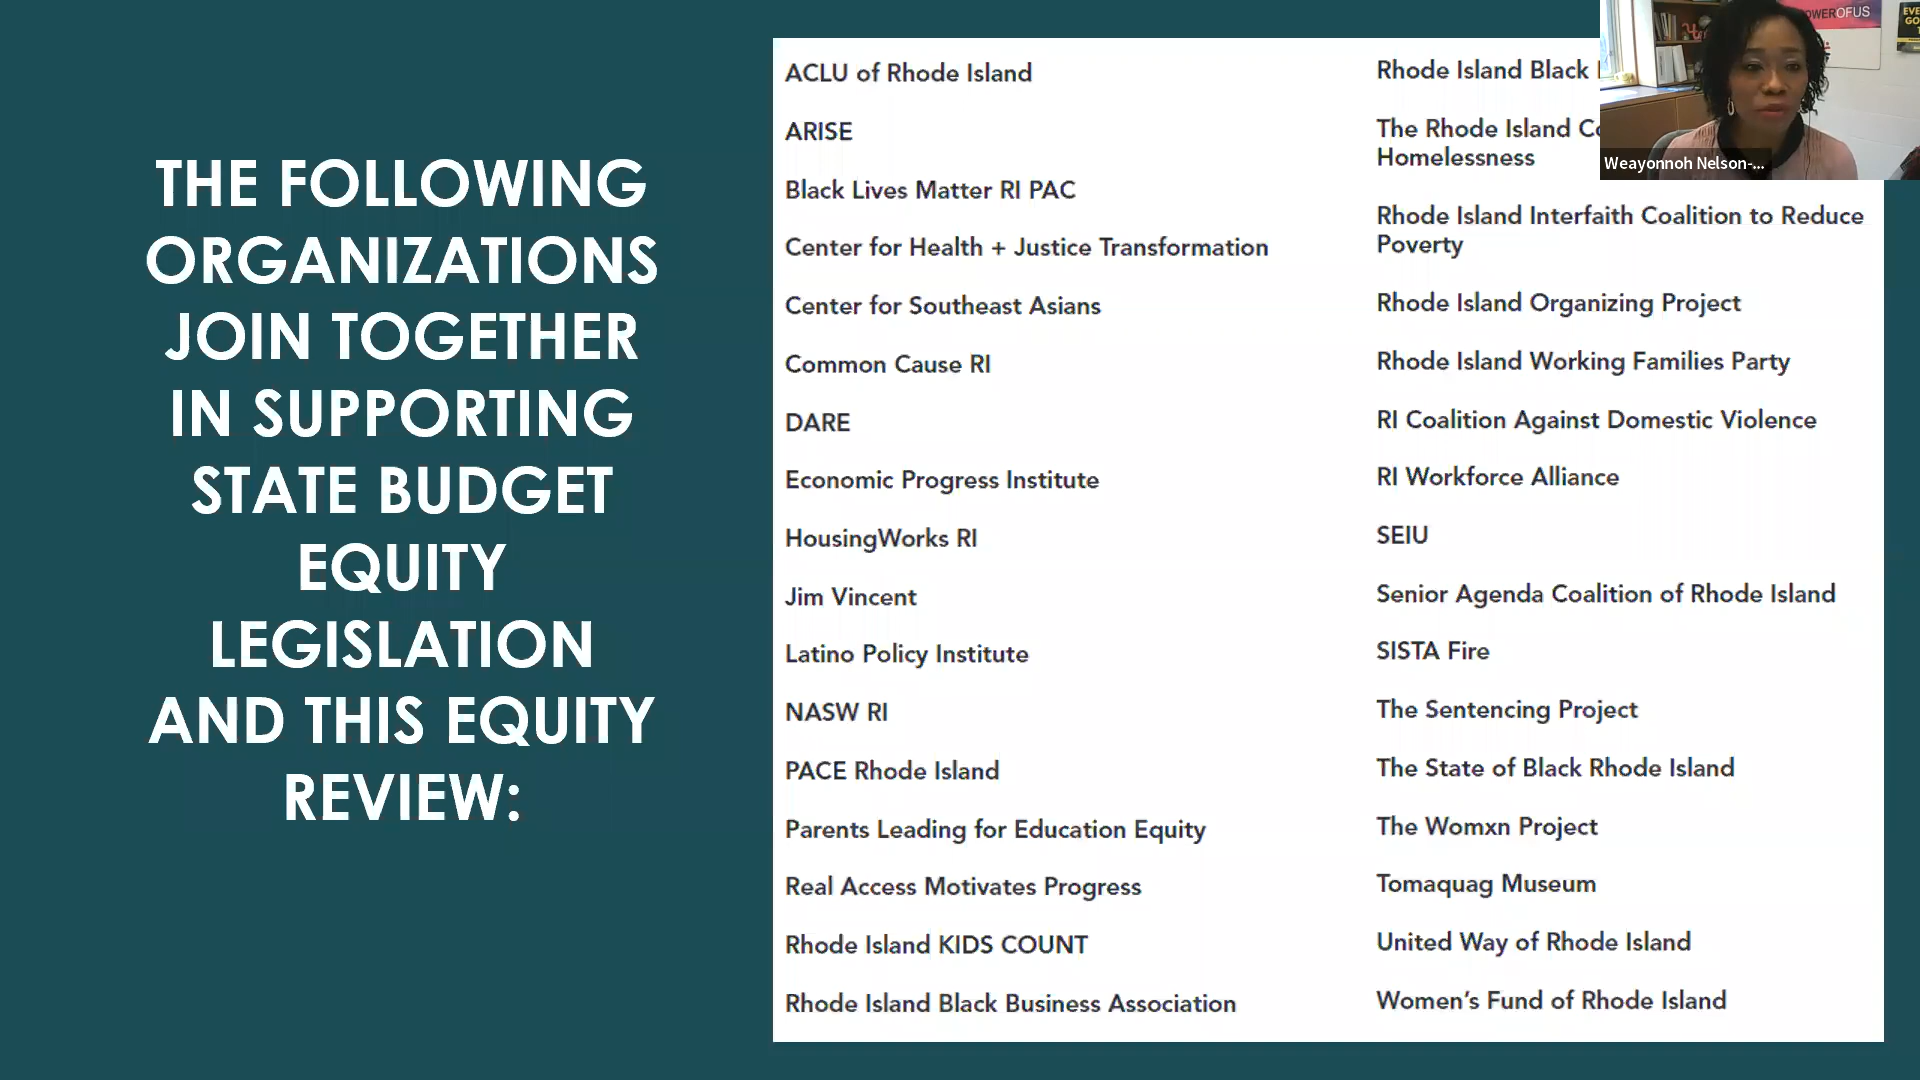 THE FOLLOWING
ORGANIZATIONS
JOIN TOGETHER
IN SUPPORTING
STATE BUDGET
EQUITY
LEGISLATION
AND THIS EQUITY
REVIEW:
ACLU of Rhode Island
ARISE
Black Lives Matter RI PAC
Center for Health + Justice Transformation
Center for Southeast Asians
Common Cause RI
DARE
Economic Progress Institute
HousingWorks RI
Jim Vincent
Latino Policy Institute
NASW RI
PACE Rhode Island
Parents Leading for Education Equity
Real Access Motivates Progress
Rhode Island KIDS COUNT
Rhode Island Black Business Association
Rhode Island Black
The Rhode Island
Homelessness
Rhode Island Interfaith Coalition to Reduce
Poverty
Rhode Island Organizing Project
Rhode Island Working Families Party
RI Coalition Against Domestic Violence
RI Workforce Alliance
SEIU
Senior Agenda Coalition of Rhode Island
SISTA Fire
The Sentencing Project
The State of Black Rhode Island
The Womxn Project
Tomaquag Museum
United Way of Rhode Island
Women's Fund of Rhode Island
OWEROFUS
Weayonnoh Nelson-...